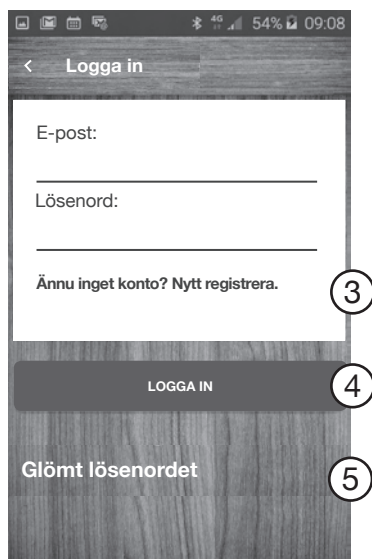 4G 54% 09:08
< Logga in
E-post:
Lösenord:
Ännu inget konto? Nytt registrera.
3
LOGGA IN
4
Glömt lösenordet
5